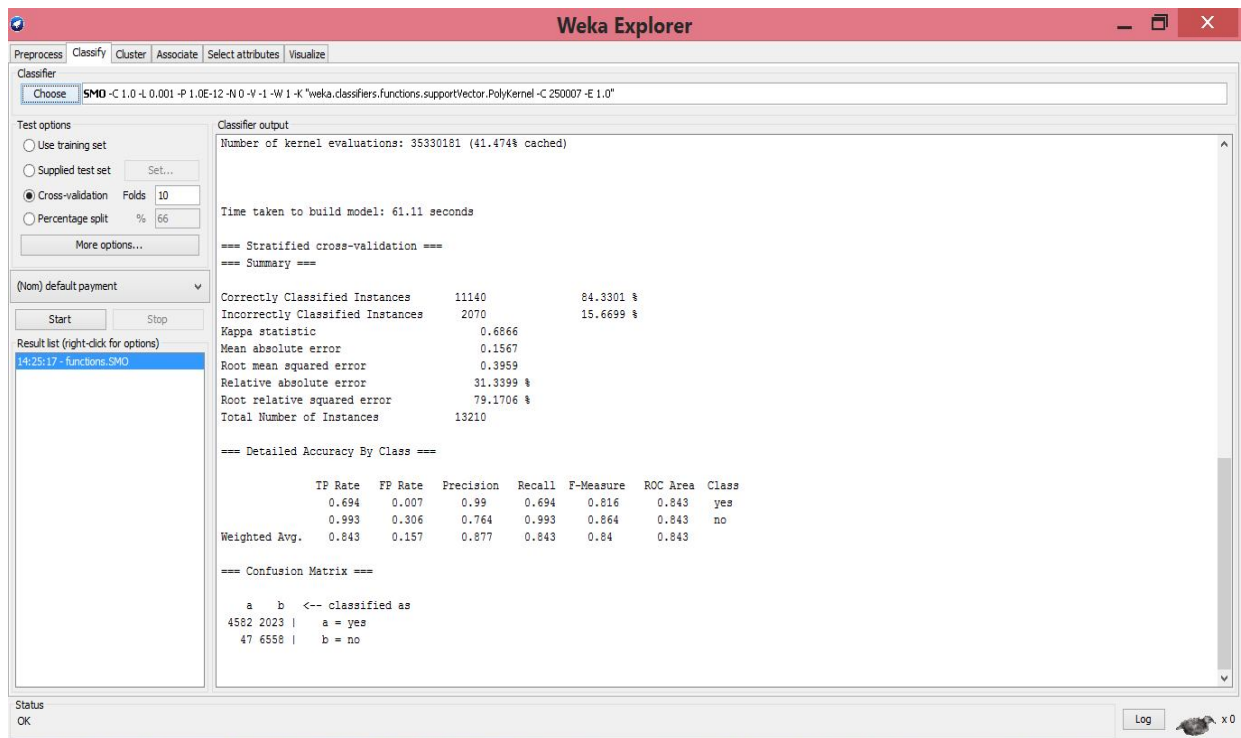 Weka Explorer
Preprocess Classify Cluster Associate Select attributes Visualize
Classifier
Choose SMO -C 1.0 -L 0.001 -P 1.0E-12 -N 0 -V -1 -W 1 -K "weka.classifiers.functions.supportVector.PolyKernel -C 250007 -E 1.0"
Test options
Use training set
Supplied test set Set...
Cross-validation Folds 10
Percentage split % 66
More options...
(Nom) default payment
Start Stop
Result list (right-click for options)
14:25:17 - functions.SMO
Classifier output
Number of kernel evaluations: 35330181 (41.474% cached)
Time taken to build model: 61.11 seconds
=== Stratified cross-validation ===
=== Summary ===
Correctly Classified Instances 11140 84.3301 %
Incorrectly Classified Instances 2070 15.6699 %
Kappa statistic 0.6866
Mean absolute error 0.1567
Root mean squared error 0.3959
Relative absolute error 31.3399 %
Root relative squared error 79.1706 %
Total Number of Instances 13210
=== Detailed Accuracy By Class ===
TP Rate FP Rate Precision Recall F-Measure ROC Area Class
0.694 0.007 0.99 0.694 0.816 0.843 yes
0.993 0.306 0.764 0.993 0.864 0.843 no
Weighted Avg. 0.843 0.157 0.877 0.843 0.84 0.843
=== Confusion Matrix ===
a b <-- classified as
4582 2023 | a = yes
47 6558 | b = no
Status
OK
Log
x 0